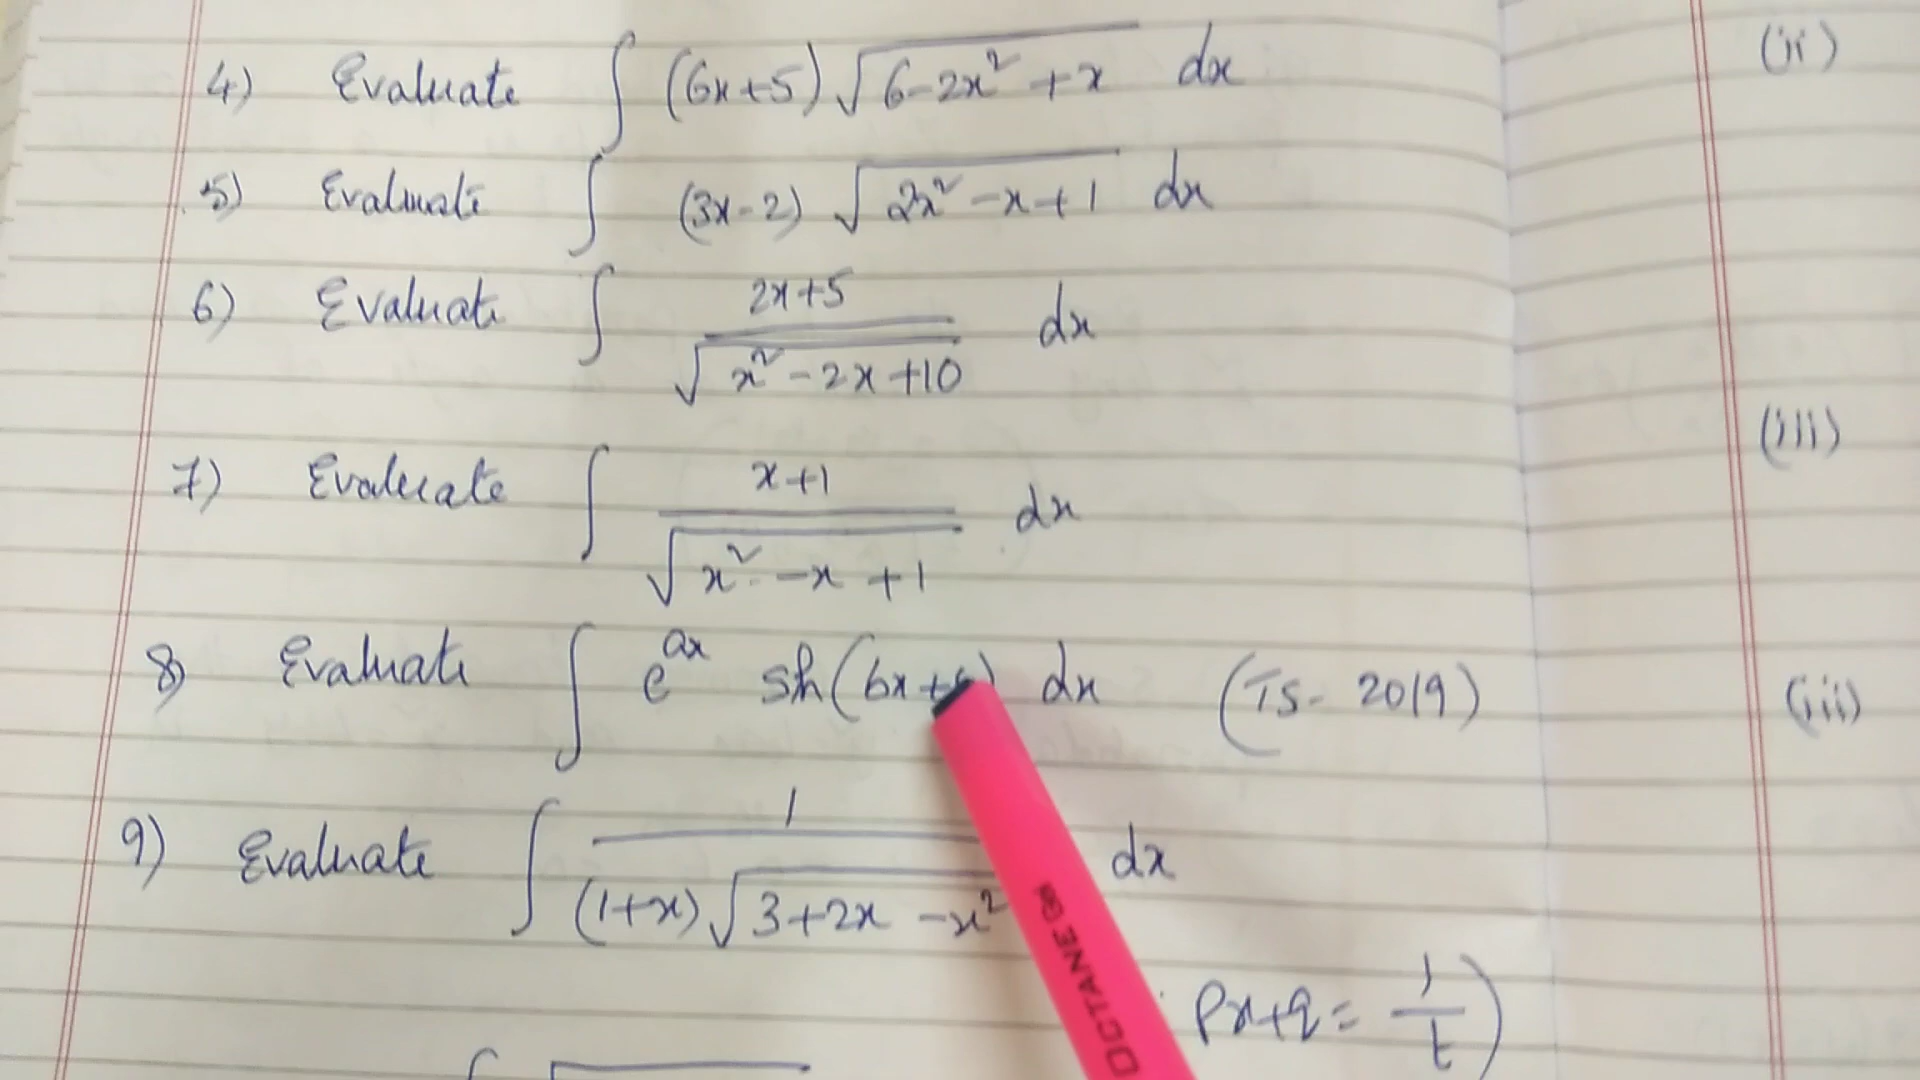 4) Evaluate ∫ (6x+5) √(6-2x²+x) dx
(ii)
5) Evaluate ∫ (3x-2) √(2x²-x+1) dx
6) Evaluate ∫ (2x+5)/√(x²-2x+10) dx
(iii)
7) Evaluate ∫ (x+1)/√(x²-x+1) dx
8) Evaluate ∫ e^ax sh(bx+ ) dx (TS- 2019)
(iii)
9) Evaluate ∫ 1/((1+x)√(3+2x-x²)) dx
Px+q = 1/t)
OCTANE Gel